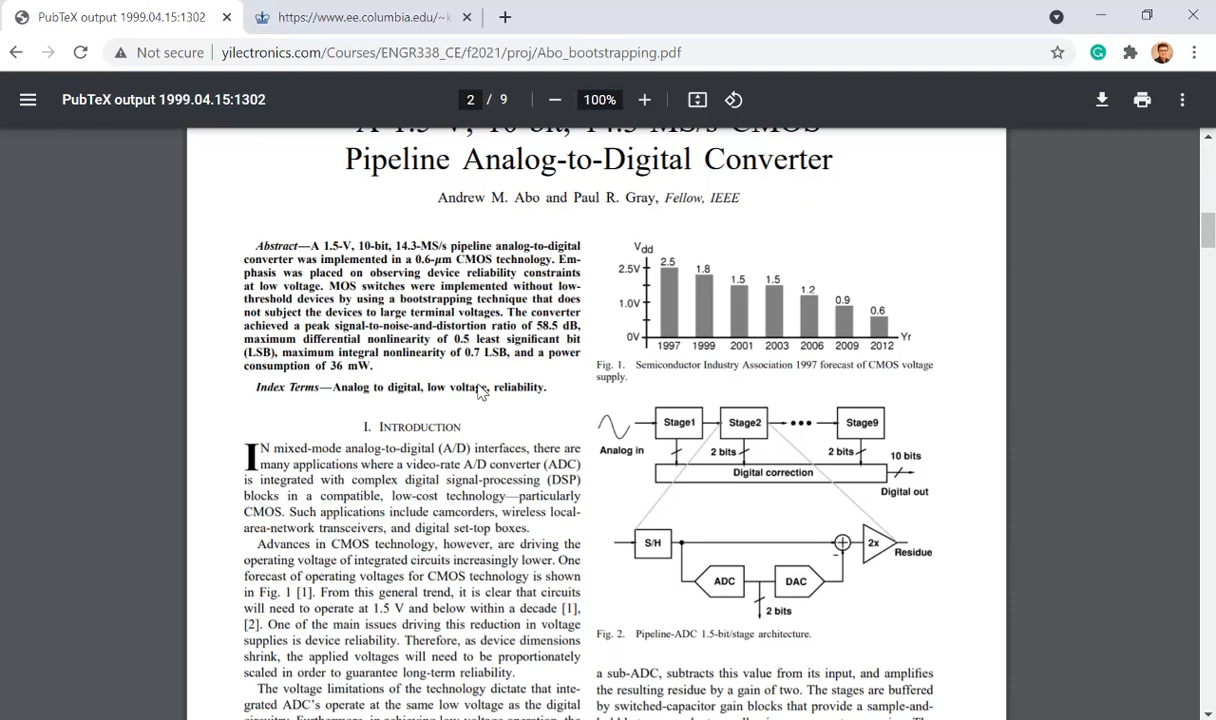 PubTeX output 1999.04.15:1302
https://www.ee.columbia.edu/~k
Not secure
yilectronics.com/Courses/ENGR338_CE/f2021/proj/Abo_bootstrapping.pdf
PubTeX output 1999.04.15:1302
2 / 9
100%
A 1.5-V, 10-bit, 14.3-MS/s CMOS
Pipeline Analog-to-Digital Converter
Andrew M. Abo and Paul R. Gray, Fellow, IEEE
Abstract—A 1.5-V, 10-bit, 14.3-MS/s pipeline analog-to-digital
converter was implemented in a 0.6-μm CMOS technology. Em-
phasis was placed on observing device reliability constraints
at low voltage. MOS switches were implemented without low-
threshold devices by using a bootstrapping technique that does
not subject the devices to large terminal voltages. The converter
achieved a peak signal-to-noise-and-distortion ratio of 58.5 dB,
maximum differential nonlinearity of 0.5 least significant bit
(LSB), maximum integral nonlinearity of 0.7 LSB, and a power
consumption of 36 mW.
Index Terms—Analog to digital, low voltage, reliability.
I. INTRODUCTION
IN mixed-mode analog-to-digital (A/D) interfaces, there are
many applications where a video-rate A/D converter (ADC)
is integrated with complex digital signal-processing (DSP)
blocks in a compatible, low-cost technology—particularly
CMOS. Such applications include camcorders, wireless local-
area-network transceivers, and digital set-top boxes.
Advances in CMOS technology, however, are driving the
operating voltage of integrated circuits increasingly lower. One
forecast of operating voltages for CMOS technology is shown
in Fig. 1 [1]. From this general trend, it is clear that circuits
will need to operate at 1.5 V and below within a decade [1],
[2]. One of the main issues driving this reduction in voltage
supplies is device reliability. Therefore, as device dimensions
shrink, the applied voltages will need to be proportionately
scaled in order to guarantee long-term reliability.
The voltage limitations of the technology dictate that inte-
grated ADC's operate at the same low voltage as the digital
Vdd
2.5V
1.0V
0V
2.5
1.8
1.5
1.5
1.2
0.9
0.6
1997
1999
2001
2003
2006
2009
2012
Yr
Fig. 1. Semiconductor Industry Association 1997 forecast of CMOS voltage
supply.
Stage1
Stage2
Stage9
Analog in
2 bits
2 bits
10 bits
Digital correction
Digital out
S/H
2x
Residue
ADC
DAC
2 bits
Fig. 2. Pipeline-ADC 1.5-bit/stage architecture.
a sub-ADC, subtracts this value from its input, and amplifies
the resulting residue by a gain of two. The stages are buffered
by switched-capacitor gain blocks that provide a sample-and-